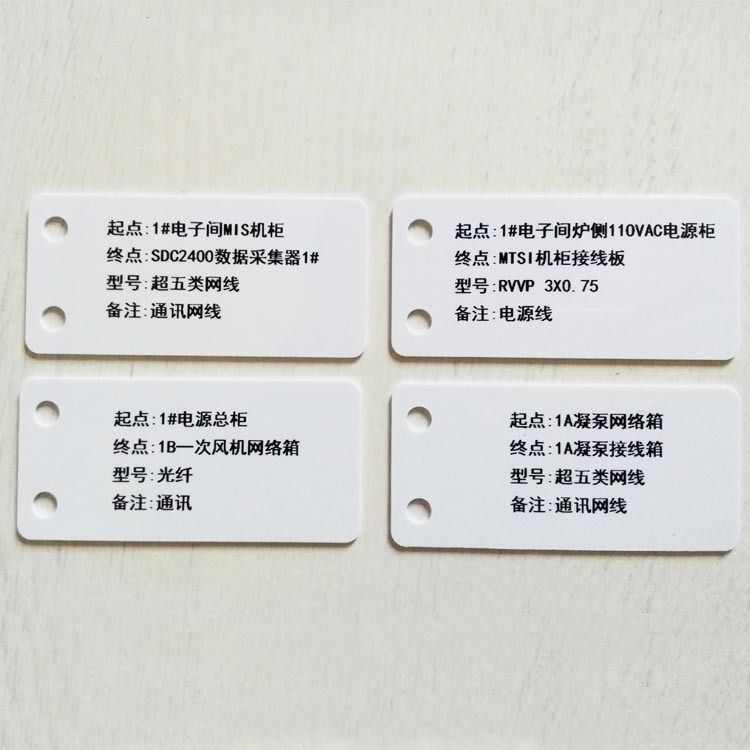 起点:1#电子间MIS机柜
终点:SDC2400数据采集器1#
型号:超五类网线
备注:通讯网线
起点:1#电子间炉侧110VAC电源柜
终点:MTSI机柜接线板
型号:RVVP 3X0.75
备注:电源线
起点:1#电源总柜
终点:1B一次风机网络箱
型号:光纤
备注:通讯
起点:1A凝泵网络箱
终点:1A凝泵接线箱
型号:超五类网线
备注:通讯网线